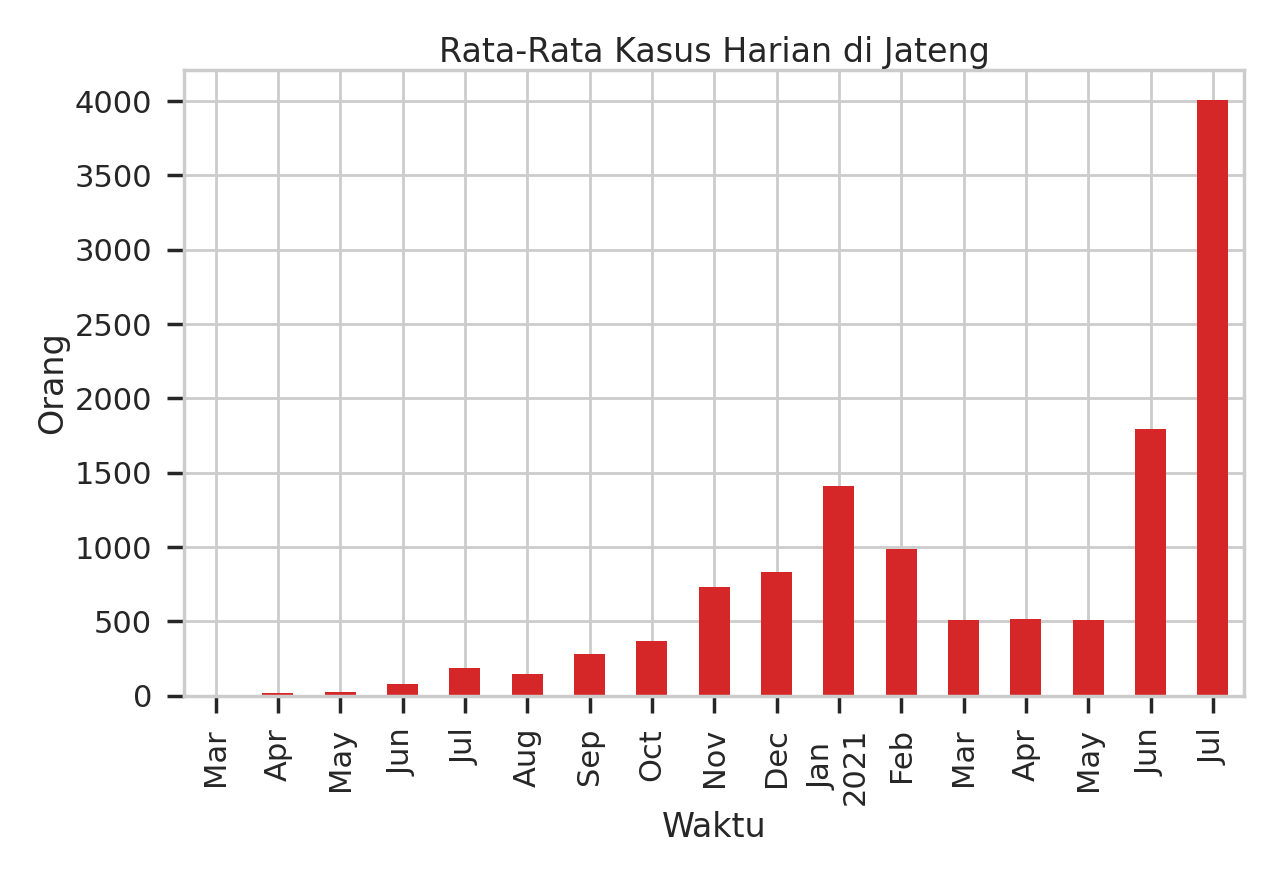 Rata-Rata Kasus Harian di Jateng
Orang
4000
3500
3000
2500
2000
1500
1000
500
0
Mar
Apr
May
Jun
Jul
Aug
Sep
Oct
Nov
Dec
Jan
2021
Feb
Mar
Apr
May
Jun
Jul
Waktu